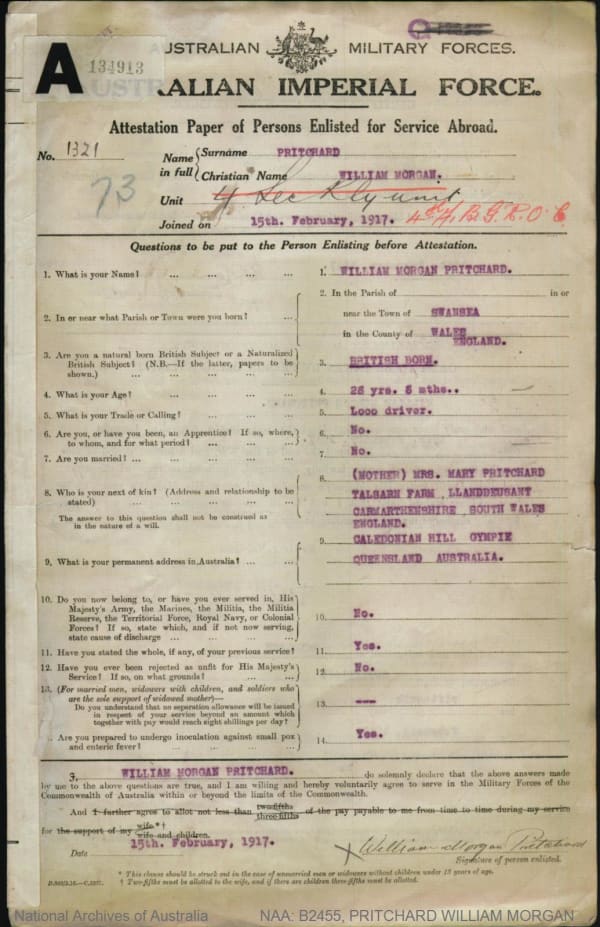 A 134913
AUSTRALIAN MILITARY FORCES.
RALIAN IMPERIAL FORCE.
Attestation Paper of Persons Enlisted for Service Abroad.
No. 1321
Name in full { Surname PRITCHARD
Christian Name WILLIAM MORGAN.
73
Unit 4 Sec Rly unit
Joined on 15th. February, 1917.
Questions to be put to the Person Enlisting before Attestation.
1. What is your Name? ... ... ... ... 1. WILLIAM MORGAN PRITCHARD.
2. In or near what Parish or Town were you born? ... 2. In the Parish of in or
near the Town of SWANSEA
in the County of WALES
ENGLAND.
3. Are you a natural born British Subject or a Naturalized
British Subject? (N.B.—If the latter, papers to be
shown.) ... ... ... ... 3. BRITISH BORN.
4. What is your Age? ... ... ... ... 4. 26 yrs. 5 mths..
5. What is your Trade or Calling? ... ... ... 5. Loco driver.
6. Are you, or have you been, an Apprentice? If so, where,
to whom, and for what period? ... ... 6. No.
7. Are you married? ... ... ... ... 7. No.
8. Who is your next of kin? (Address and relationship to be
stated) ... ... ... ...
The answer to this question shall not be construed as
in the nature of a will.
8 (MOTHER) MRS. MARY PRITCHARD
TALSARN FARM, LLANDDEUSANT
CARMARTHENSHIRE SOUTH WALES
ENGLAND.
9. What is your permanent address in Australia? ... ... 9 CALEDONIAN HILL GYMPIE
QUEENSLAND AUSTRALIA.
10. Do you now belong to, or have you ever served in, His
Majesty's Army, the Marines, the Militia, the Militia
Reserve, the Territorial Force, Royal Navy, or Colonial
Forces? If so, state which, and if not now serving,
state cause of discharge ... ... ... 10. No.
11. Have you stated the whole, if any, of your previous service? 11. Yes.
12. Have you ever been rejected as unfit for His Majesty's
Service? If so, on what grounds? ... ... 12. No.
13. (For married men, widowers with children, and soldiers who
are the sole support of widowed mother)—
Do you understand that no separation allowance will be issued
in respect of your service beyond an amount which
together with pay would reach eight shillings per day?
13. ---
. Are you prepared to undergo inoculation against small pox
and enteric fever? ... ... ... 14. Yes.
I, WILLIAM MORGAN PRITCHARD. do solemnly declare that the above answers made
by me to the above questions are true, and I am willing and hereby voluntarily agree to serve in the Military Forces of the
Commonwealth of Australia within or beyond the limits of the Commonwealth.
*And I further agree to allot not less than two-fifths three-fifths of the pay payable to me from time to time during my service
for the support of my wife*† wife and children.
Date 15th. February, 1917.
X William Morgan Pritchard
Signature of person enlisted.
* This clause should be struck out in the case of unmarried men or widowers without children under 18 years of age.
† Two-fifths must be allotted to the wife, and if there are children three-fifths must be allotted.
National Archives of Australia NAA: B2455, PRITCHARD WILLIAM MORGAN